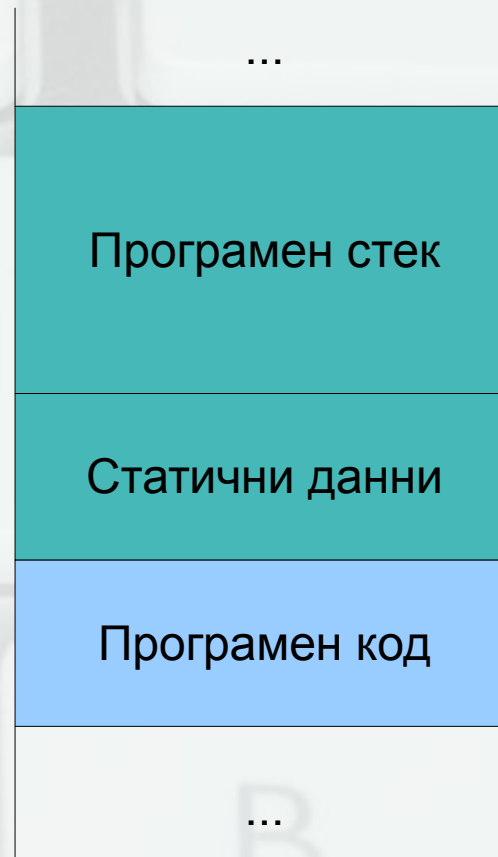 ...
Програмен стек
Статични данни
Програмен код
...
B